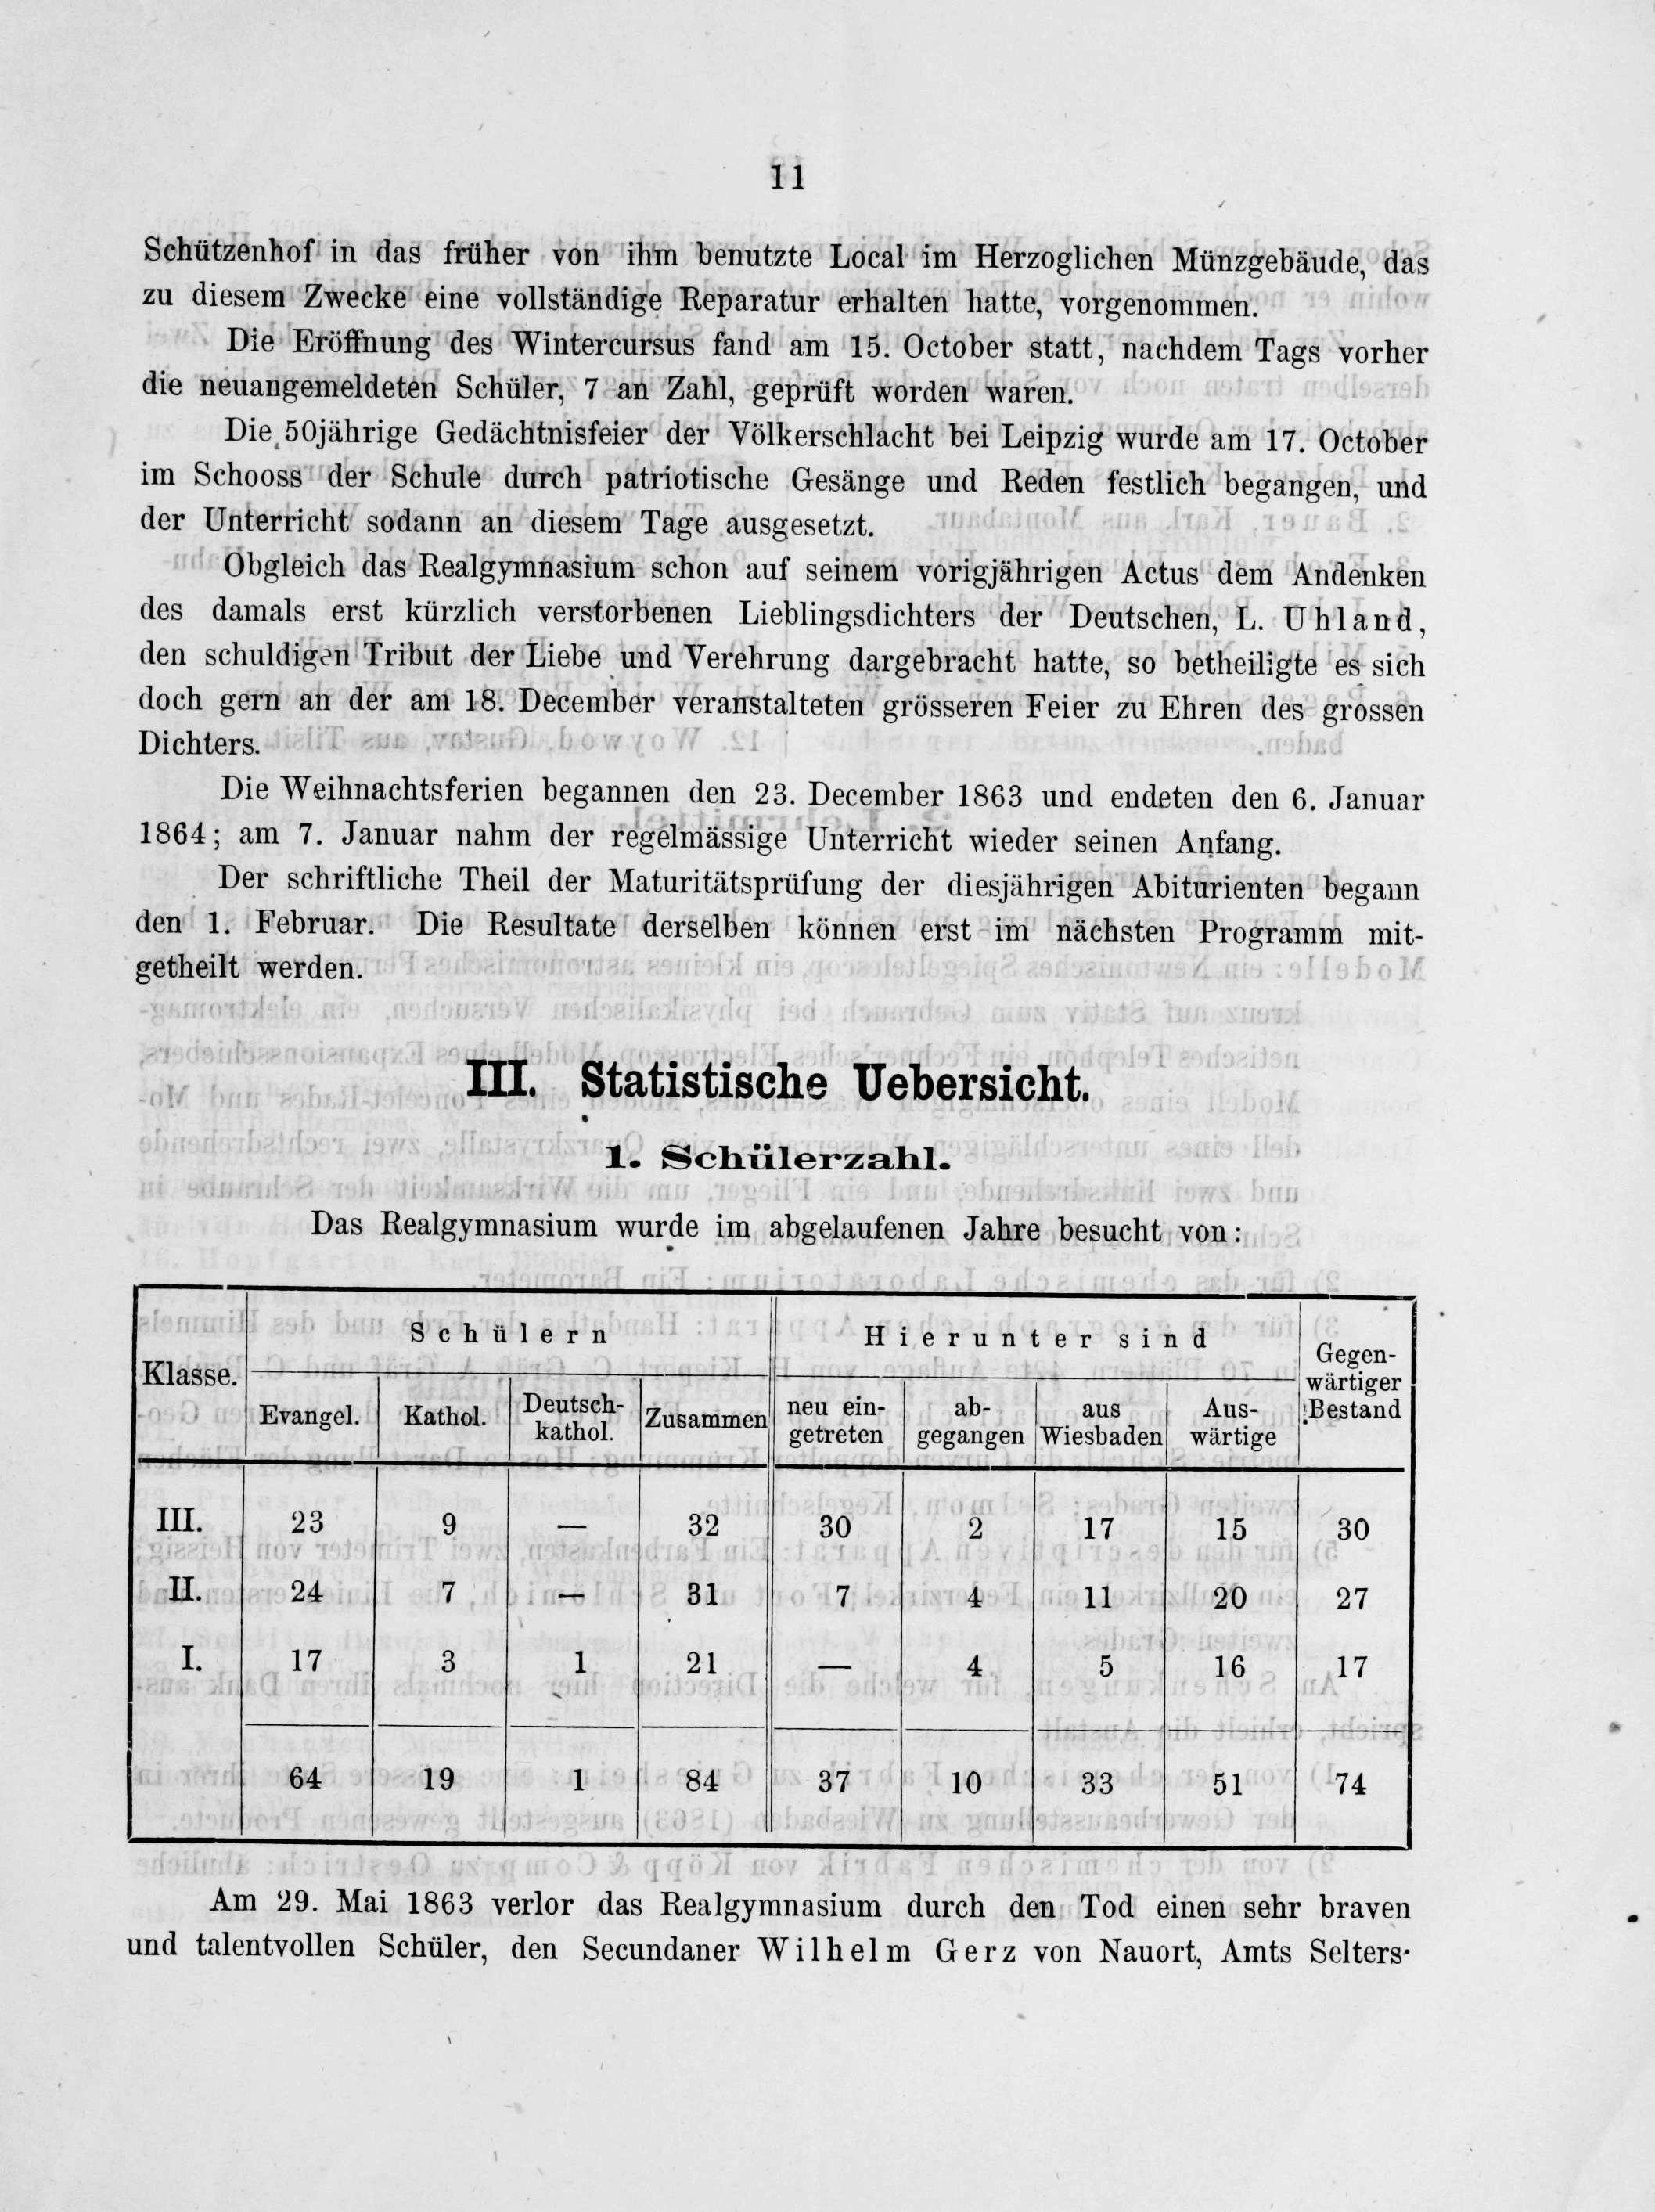 11
Schützenhof in das früher von ihm benutzte Local im Herzoglichen Münzgebäude, das
zu diesem Zwecke eine vollständige Reparatur erhalten hatte, vorgenommen.
Die Eröffnung des Wintercursus fand am 15. October statt, nachdem Tags vorher
die neuangemeldeten Schüler, 7 an Zahl, geprüft worden waren.
Die 50jährige Gedächtnisfeier der Völkerschlacht bei Leipzig wurde am 17. October
im Schooss der Schule durch patriotische Gesänge und Reden festlich begangen, und
der Unterricht sodann an diesem Tage ausgesetzt.
Obgleich das Realgymnasium schon auf seinem vorigjährigen Actus dem Andenken
des damals erst kürzlich verstorbenen Lieblingsdichters der Deutschen, L. Uhland,
den schuldigen Tribut der Liebe und Verehrung dargebracht hatte, so betheiligte es sich
doch gern an der am 18. December veranstalteten grösseren Feier zu Ehren des grossen
Dichters.
Die Weihnachtsferien begannen den 23. December 1863 und endeten den 6. Januar
1864; am 7. Januar nahm der regelmässige Unterricht wieder seinen Anfang.
Der schriftliche Theil der Maturitätsprüfung der diesjährigen Abiturienten begann
den 1. Februar. Die Resultate derselben können erst im nächsten Programm mit-
getheilt werden.
III. Statistische Uebersicht.
1. Schülerzahl.
Das Realgymnasium wurde im abgelaufenen Jahre besucht von:
Klasse. Schülern Hierunter sind Gegen-
wärtiger
Bestand
Evangel. Kathol. Deutsch-
kathol. Zusammen neu ein-
getreten ab-
gegangen aus
Wiesbaden Aus-
wärtige
III. 23 9 — 32 30 2 17 15 30
II. 24 7 — 31 7 4 11 20 27
I. 17 3 1 21 — 4 5 16 17
64 19 1 84 37 10 33 51 74
Am 29. Mai 1863 verlor das Realgymnasium durch den Tod einen sehr braven
und talentvollen Schüler, den Secundaner Wilhelm Gerz von Nauort, Amts Selters·